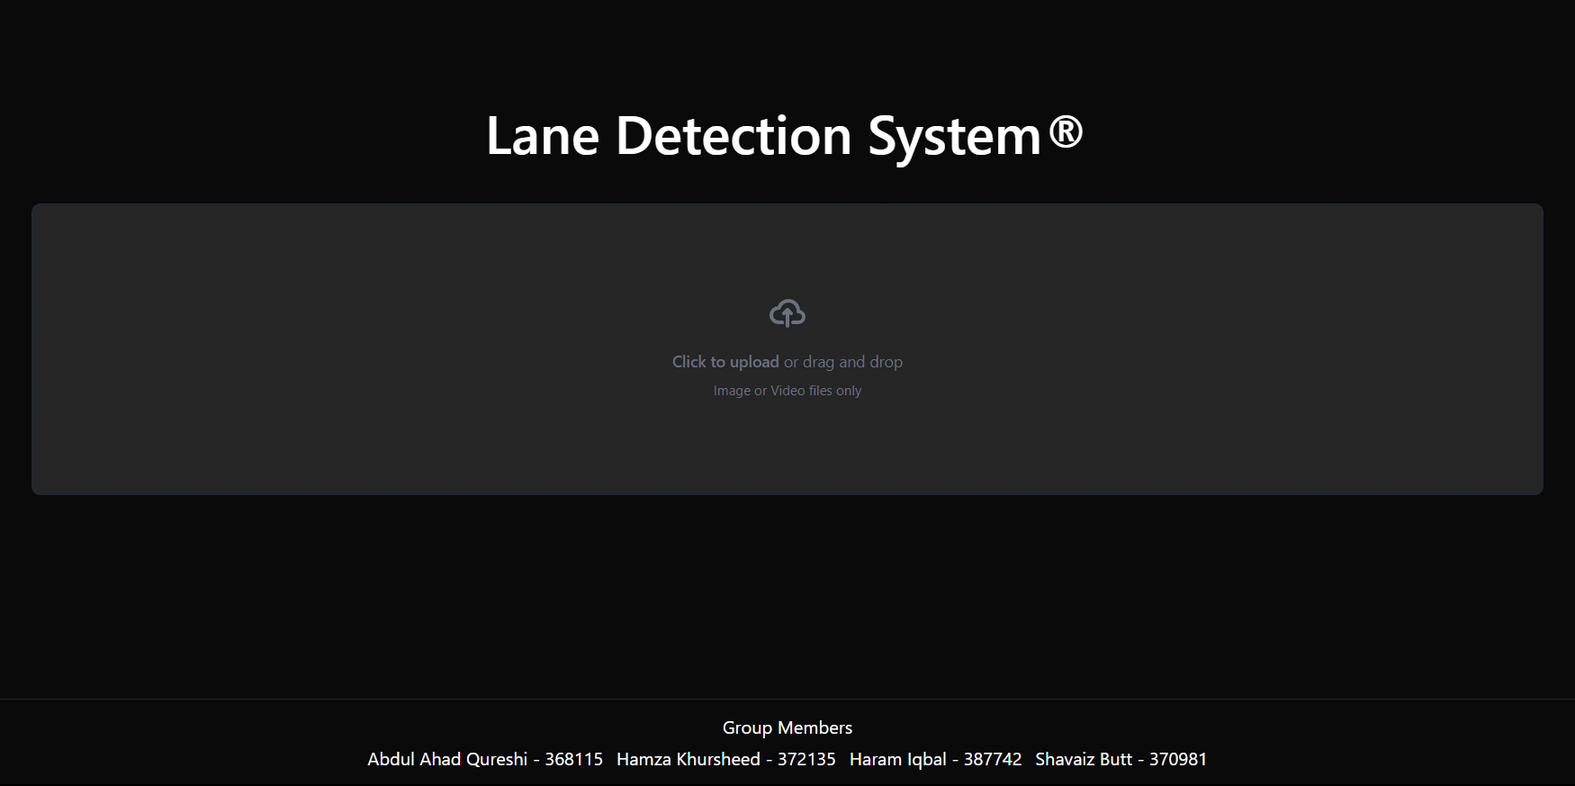 Lane Detection System®
Click to upload or drag and drop
Image or Video files only
Group Members
Abdul Ahad Qureshi - 368115 Hamza Khursheed - 372135 Haram Iqbal - 387742 Shavaiz Butt - 370981